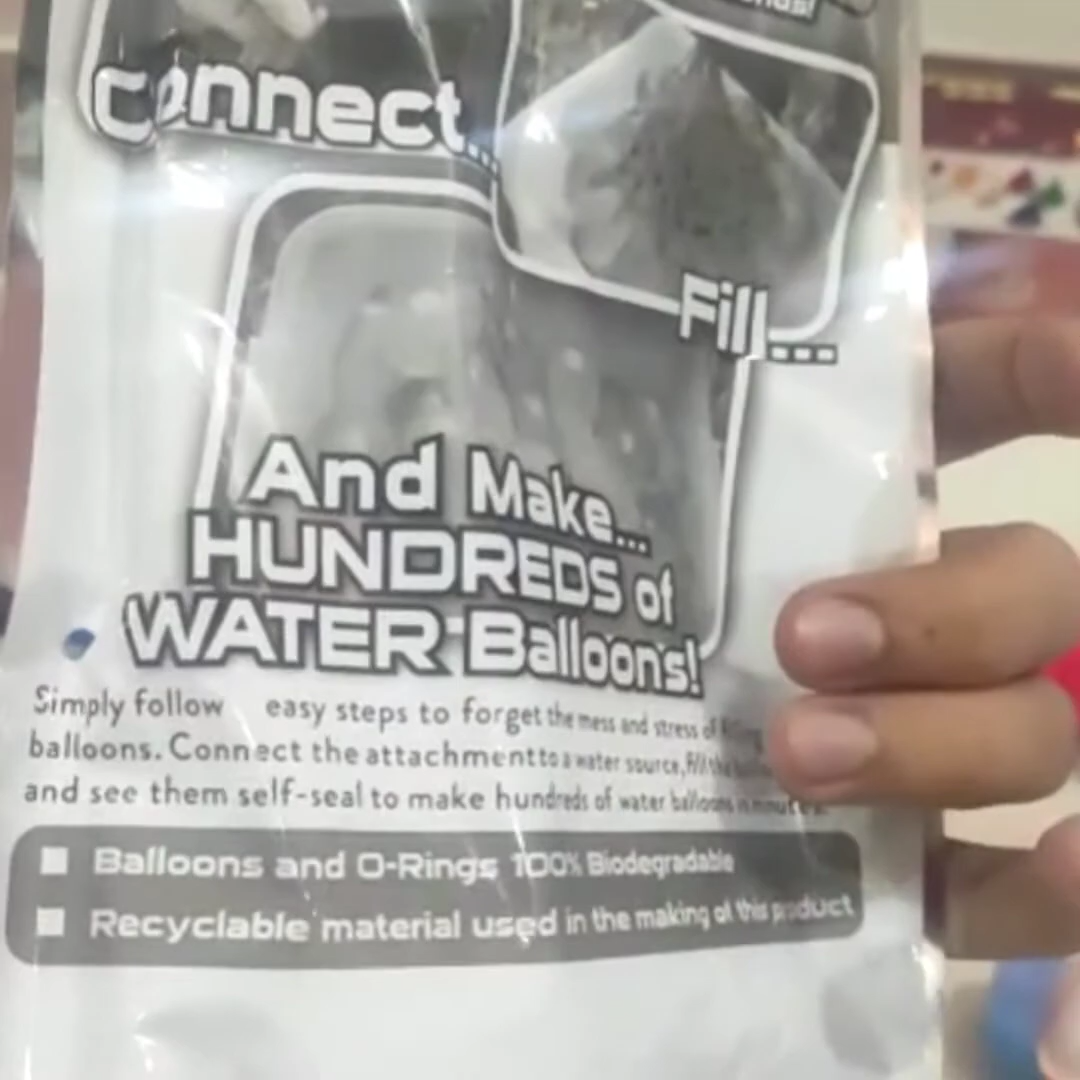 Connect...
Fill...
And Make...
HUNDREDS of
WATER Balloons!
Simply follow easy steps to forget the mess and stress of filling
balloons. Connect the attachment to a water source, fill the
and see them self-seal to make hundreds of water balloons in minutes.
■ Balloons and O-Rings 100% Biodegradable
■ Recyclable material used in the making of this product